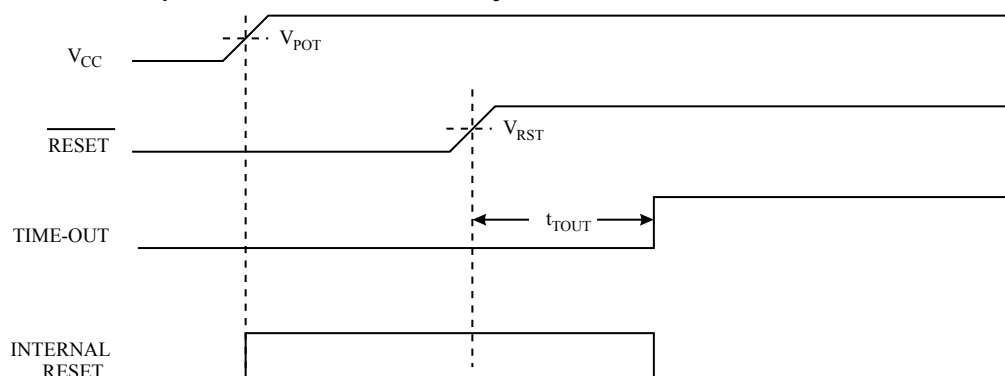 V_POT
V_CC
V_RST
RESET
t_TOUT
TIME-OUT
INTERNAL
RESET